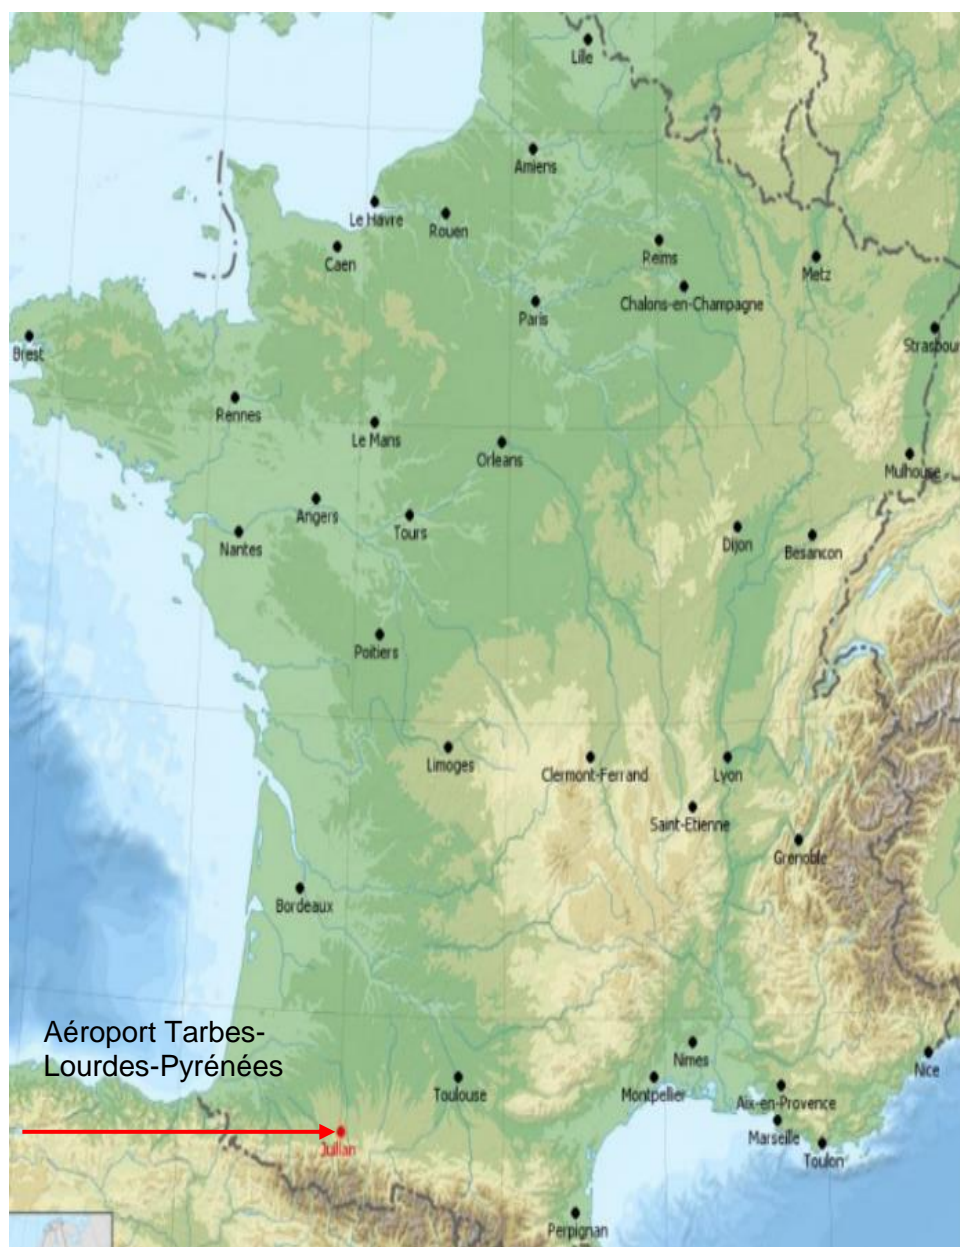 Lille
Amiens
Le Havre
Rouen
Caen
Reims
Metz
Chalons-en-Champagne
Paris
Brest
Strasbour
Rennes
Le Mans
Orleans
Mulhouse
Angers
Tours
Nantes
Dijon
Besancon
Poitiers
Limoges
Clermont-Ferrand
Lyon
Saint-Etienne
Grenoble
Bordeaux
Aéroport Tarbes-
Lourdes-Pyrénées
Nimes
Nice
Toulouse
Montpellier
Aix-en-Provence
Marseille
Juillan
Toulon
Perpignan